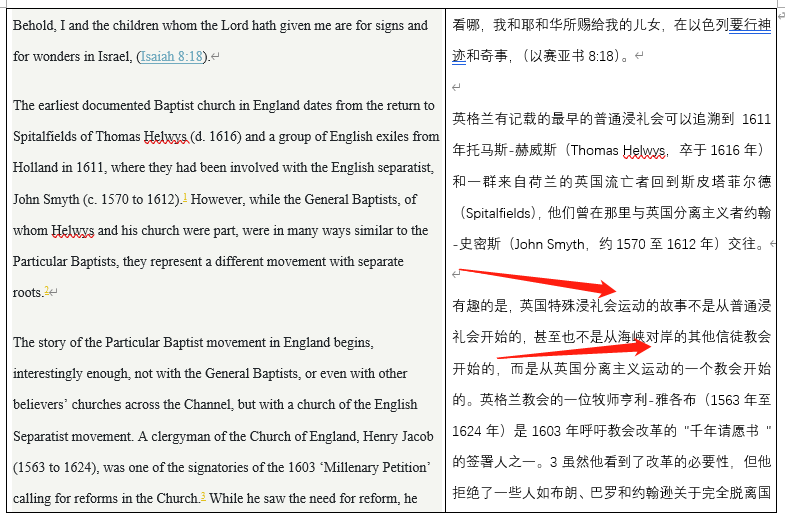 Behold, I and the children whom the Lord hath given me are for signs and
for wonders in Israel, (Isaiah 8:18).
The earliest documented Baptist church in England dates from the return to
Spitalfields of Thomas Helwys (d. 1616) and a group of English exiles from
Holland in 1611, where they had been involved with the English separatist,
John Smyth (c. 1570 to 1612).1 However, while the General Baptists, of
whom Helwys and his church were part, were in many ways similar to the
Particular Baptists, they represent a different movement with separate
roots.2
The story of the Particular Baptist movement in England begins,
interestingly enough, not with the General Baptists, or even with other
believers’ churches across the Channel, but with a church of the English
Separatist movement. A clergyman of the Church of England, Henry Jacob
(1563 to 1624), was one of the signatories of the 1603 ‘Millenary Petition’
calling for reforms in the Church.3 While he saw the need for reform, he
看哪，我和耶和华所赐给我的儿女，在以色列要行神
迹和奇事，（以赛亚书 8:18）。
英格兰有记载的最早的普通浸礼会可以追溯到 1611
年托马斯-赫威斯（Thomas Helwys，卒于 1616 年）
和一群来自荷兰的英国流亡者回到斯皮塔菲尔德
（Spitalfields），他们曾在那里与英国分离主义者约翰
-史密斯（John Smyth，约 1570 至 1612 年）交往。
有趣的是，英国特殊浸礼会运动的故事不是从普通浸
礼会开始的，甚至也不是从海峡对岸的其他信徒教会
开始的，而是从英国分离主义运动的一个教会开始
的。英格兰教会的一位牧师亨利-雅各布（1563 年至
1624 年）是 1603 年呼吁教会改革的 "千年请愿书 "
的签署人之一。3 虽然他看到了改革的必要性，但他
拒绝了一些人如布朗、巴罗和约翰逊关于完全脱离国